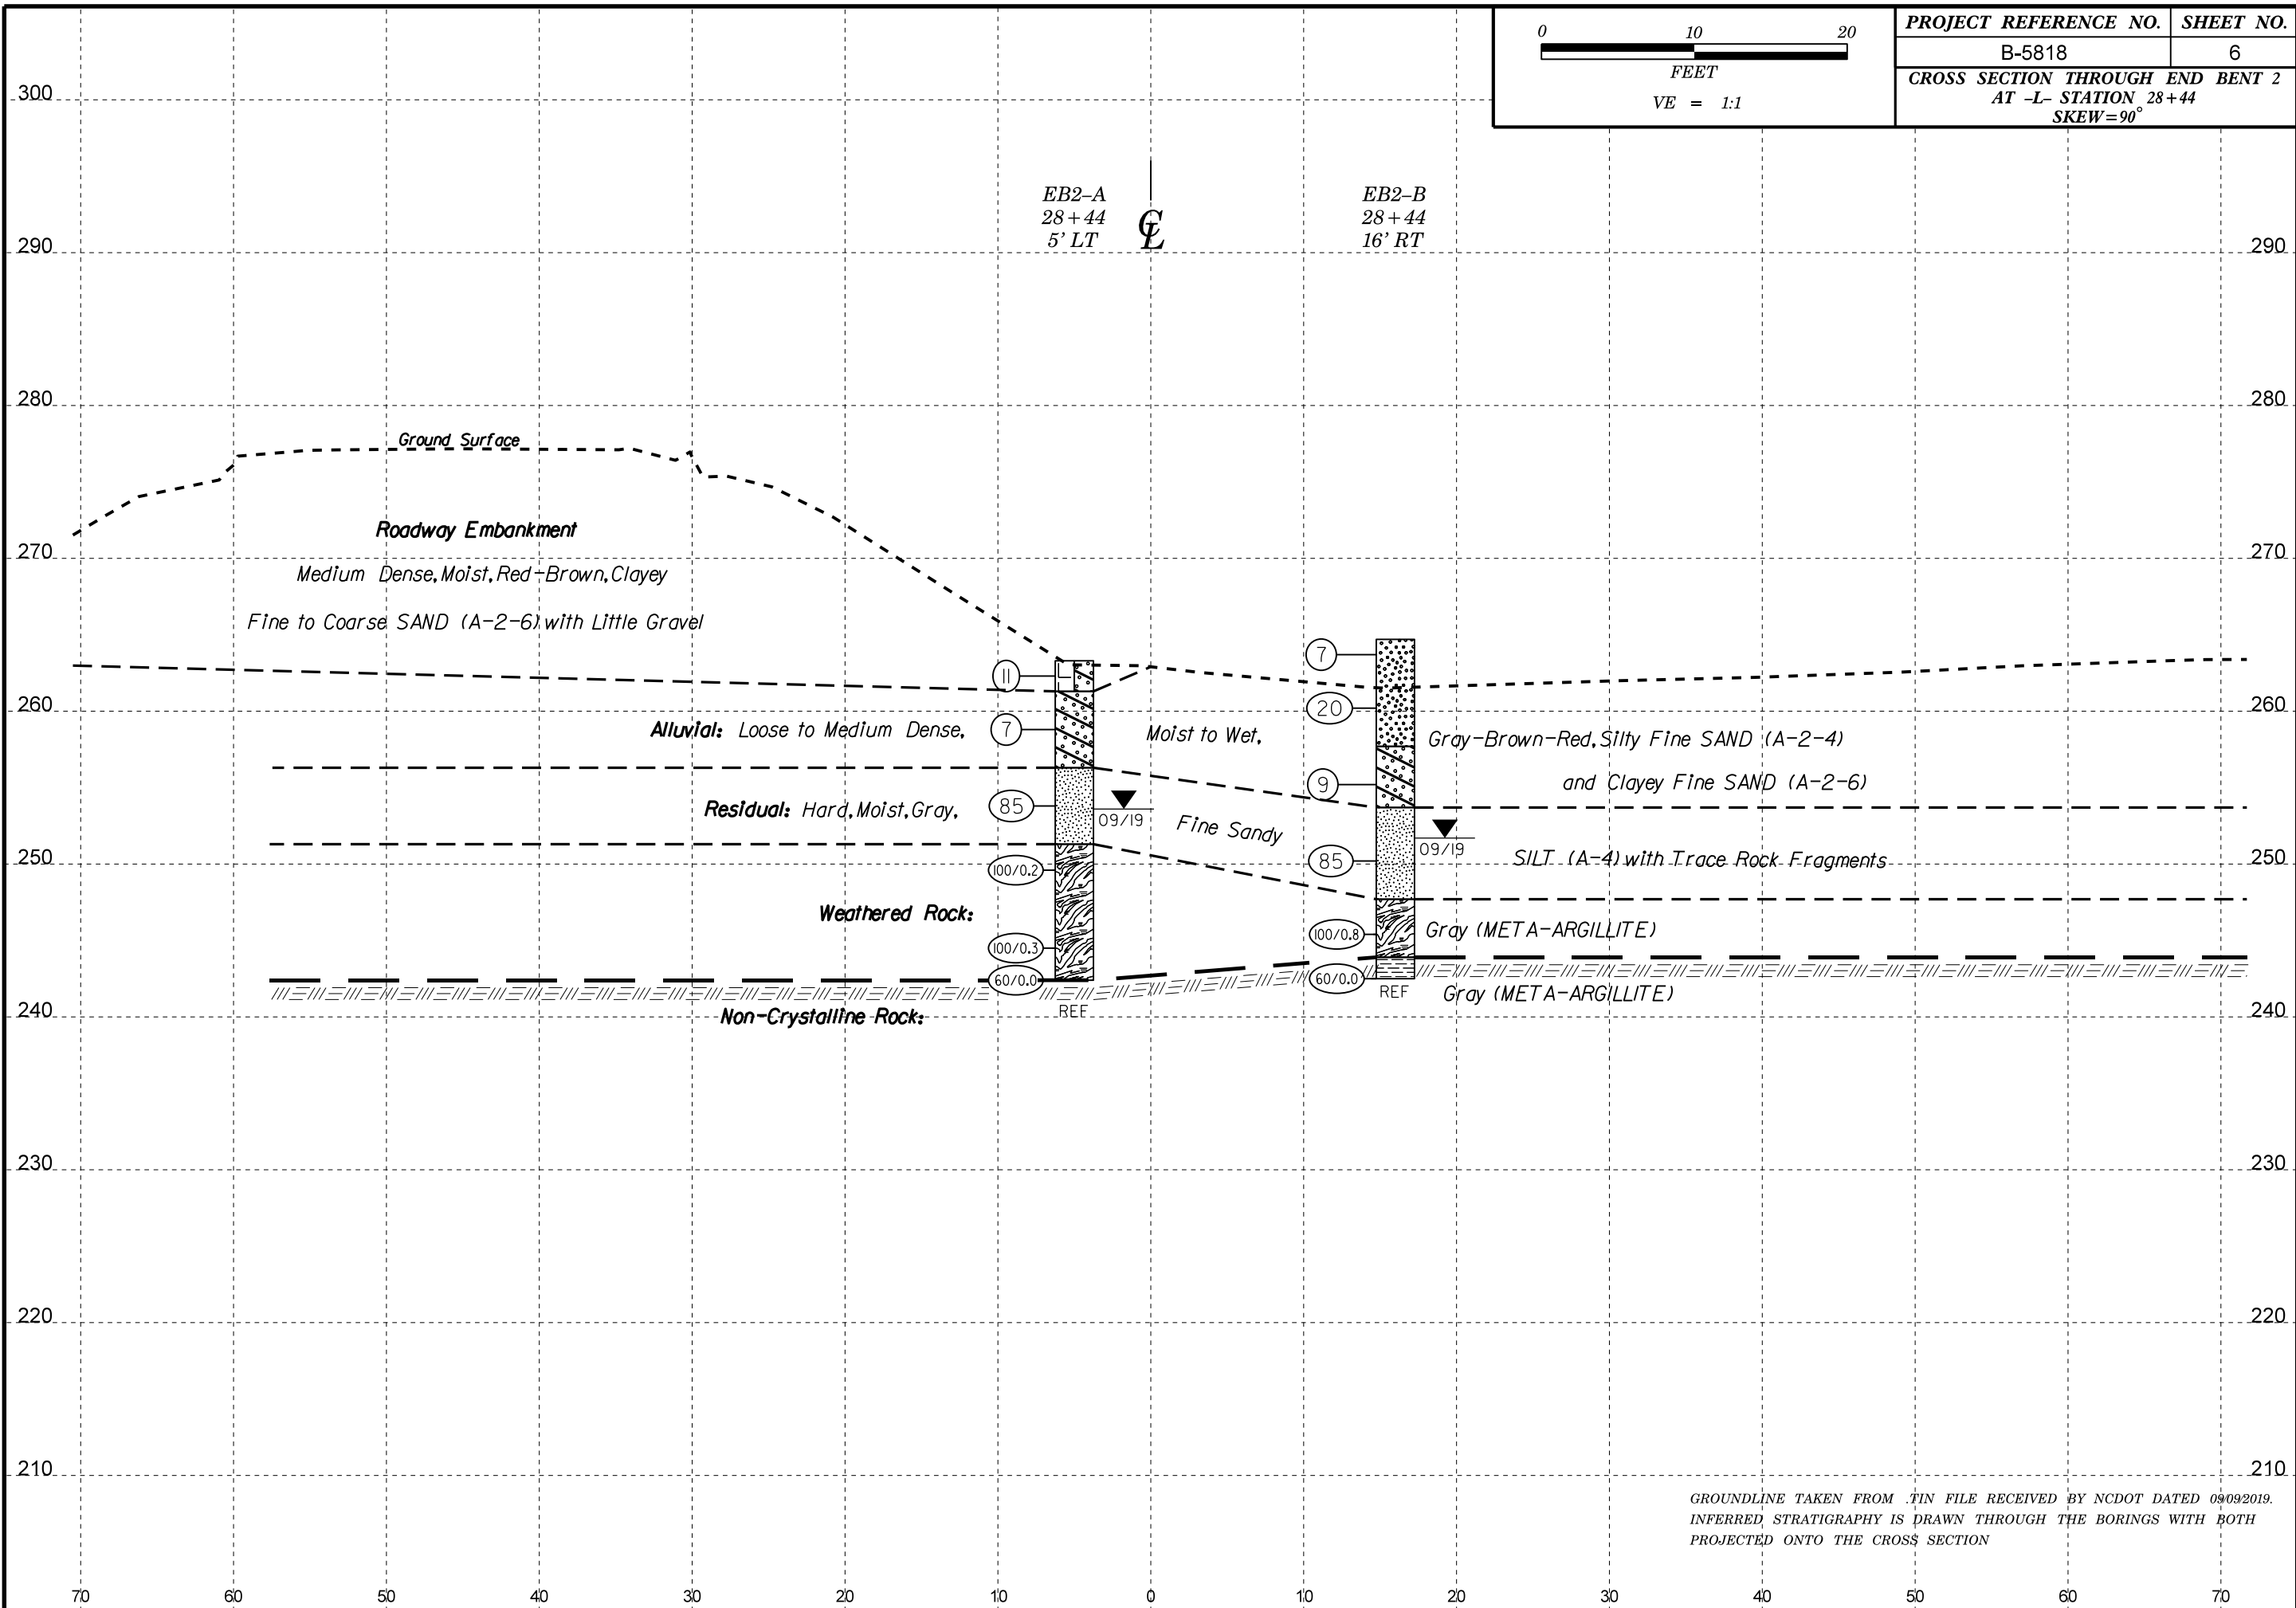 0 10 20
FEET
VE = 1:1
PROJECT REFERENCE NO. SHEET NO.
B-5818 6
CROSS SECTION THROUGH END BENT 2
AT -L- STATION 28+44
SKEW=90°
300
EB2-A
28+44
5' LT
℄
EB2-B
28+44
16' RT
290 290
280 280
Ground Surface
Roadway Embankment
270 270
Medium Dense, Moist, Red-Brown, Clayey
Fine to Coarse SAND (A-2-6) with Little Gravel
7
11
20
260 260
Alluvial: Loose to Medium Dense, 7 Moist to Wet, Gray-Brown-Red, Silty Fine SAND (A-2-4)
9 and Clayey Fine SAND (A-2-6)
Residual: Hard, Moist, Gray, 85 09/19 Fine Sandy 09/19
85 SILT (A-4) with Trace Rock Fragments
250 250
100/0.2
Weathered Rock:
100/0.8 Gray (META-ARGILLITE)
100/0.3
60/0.0 60/0.0
REF REF
Gray (META-ARGILLITE)
Non-Crystalline Rock:
240 240
230 230
220 220
210 210
GROUNDLINE TAKEN FROM .TIN FILE RECEIVED BY NCDOT DATED 09/09/2019.
INFERRED STRATIGRAPHY IS DRAWN THROUGH THE BORINGS WITH BOTH
PROJECTED ONTO THE CROSS SECTION
70 60 50 40 30 20 10 0 10 20 30 40 50 60 70